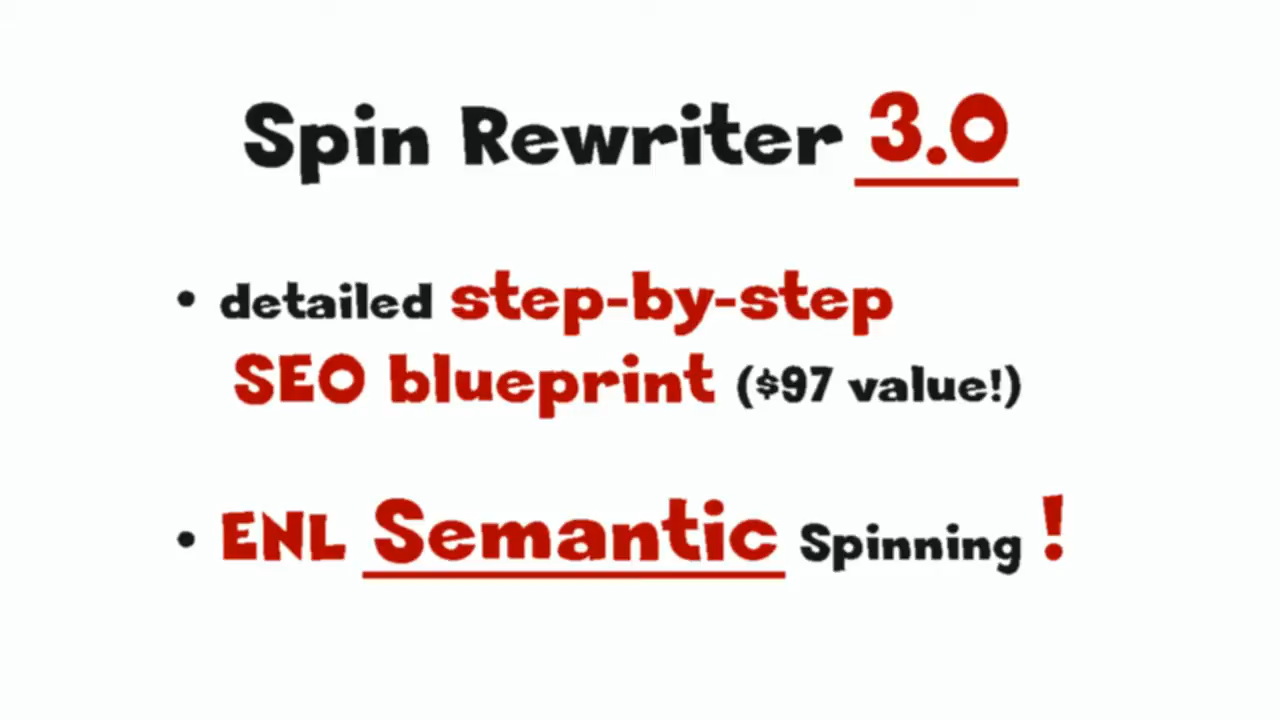 Spin Rewriter 3.0
• detailed step-by-step
SEO blueprint ($97 value!)
• ENL Semantic Spinning !